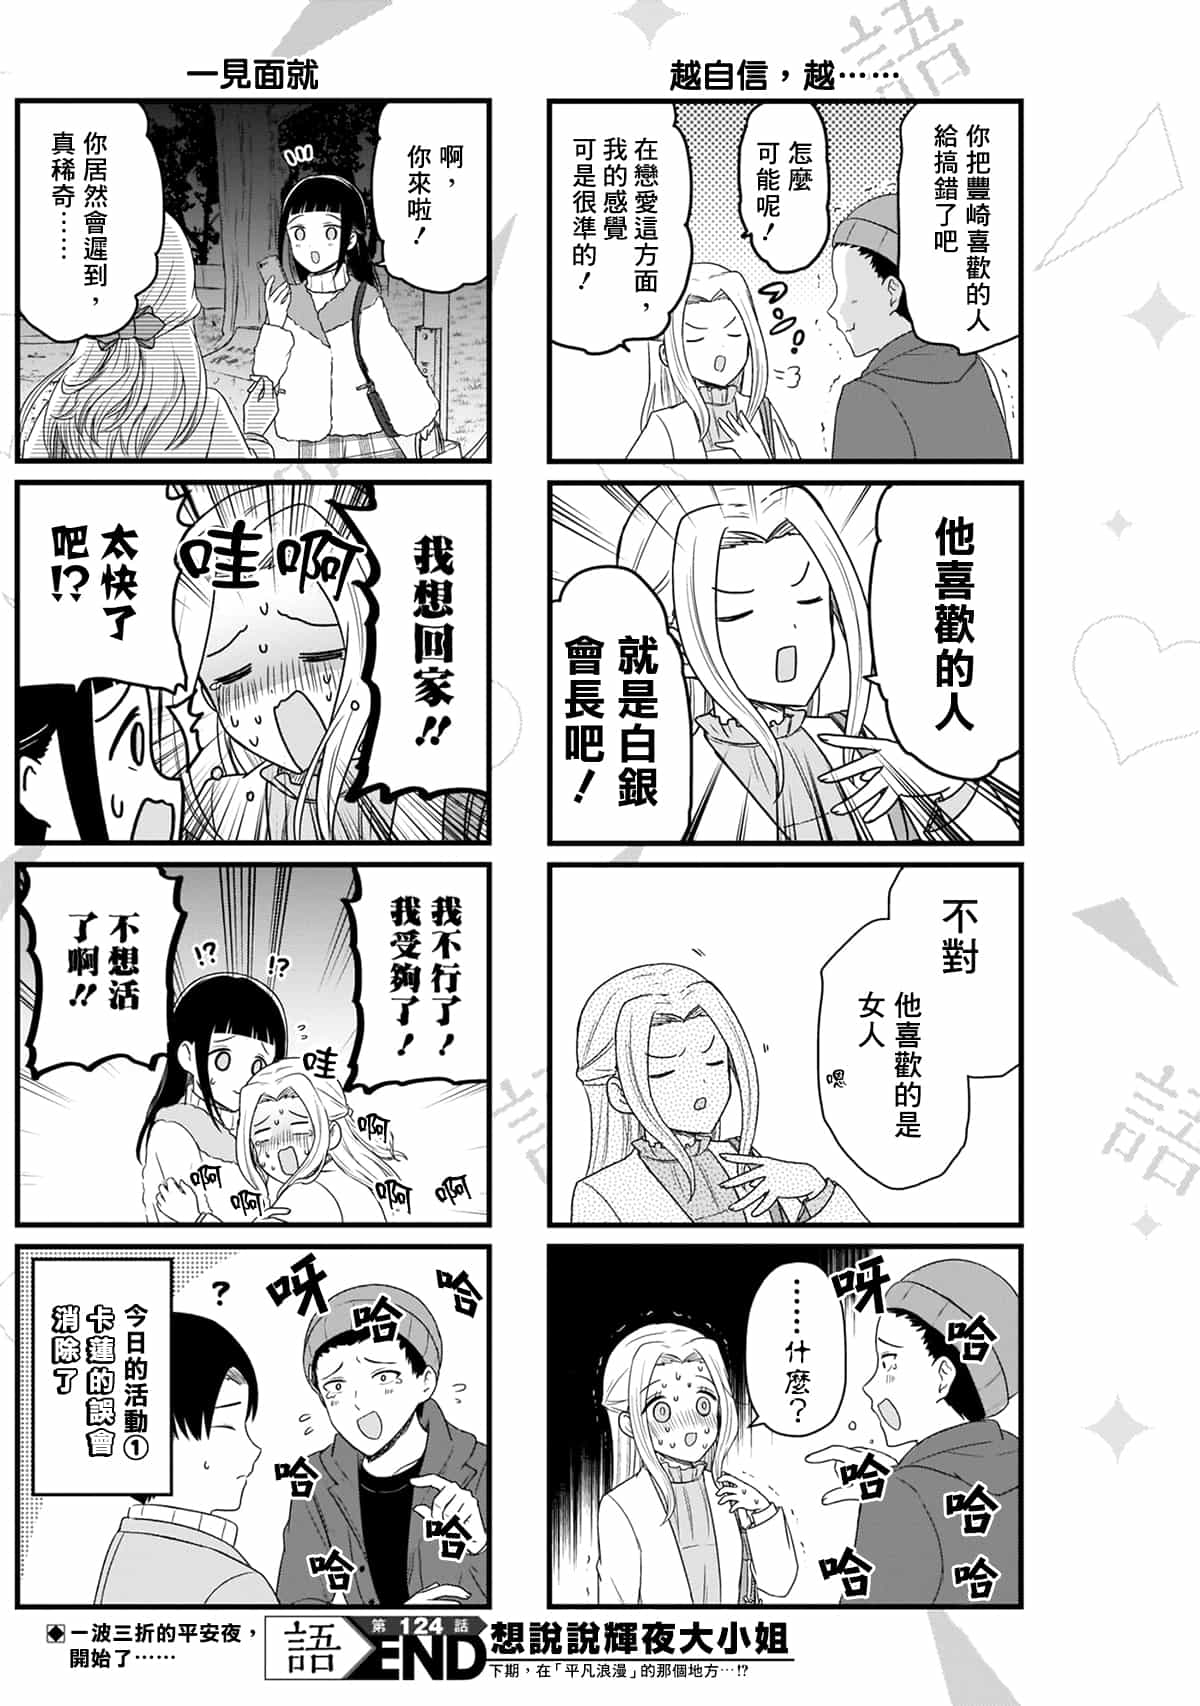 越自信，越……
你把豐崎喜歡的人
給搞錯了吧
怎麼
可能呢！
在戀愛這方面，
我的感覺
可是很準的！
他喜歡的人
就是白銀
會長吧！
不對
他喜歡的是
女人
嗯
……什麼？
呀
哈
哈
哈
哈
哈
哈
一見面就
啊，
你來啦！
你居然會遲到，
真稀奇……
我想回家！！
啊
哇
太快了
吧！？
我不行了！
我受夠了！
不想活
了啊！！
！？
！？
哇
啊
啊
啊
啊
啊
哈
哈
呀
哈
哈
哈
？
今日的活動①
卡蓮的誤會
消除了
一波三折的平安夜，
開始了……
語
第124話
END
想說說輝夜大小姐
下期，在「平凡浪漫」的那個地方…！？
語
語
語